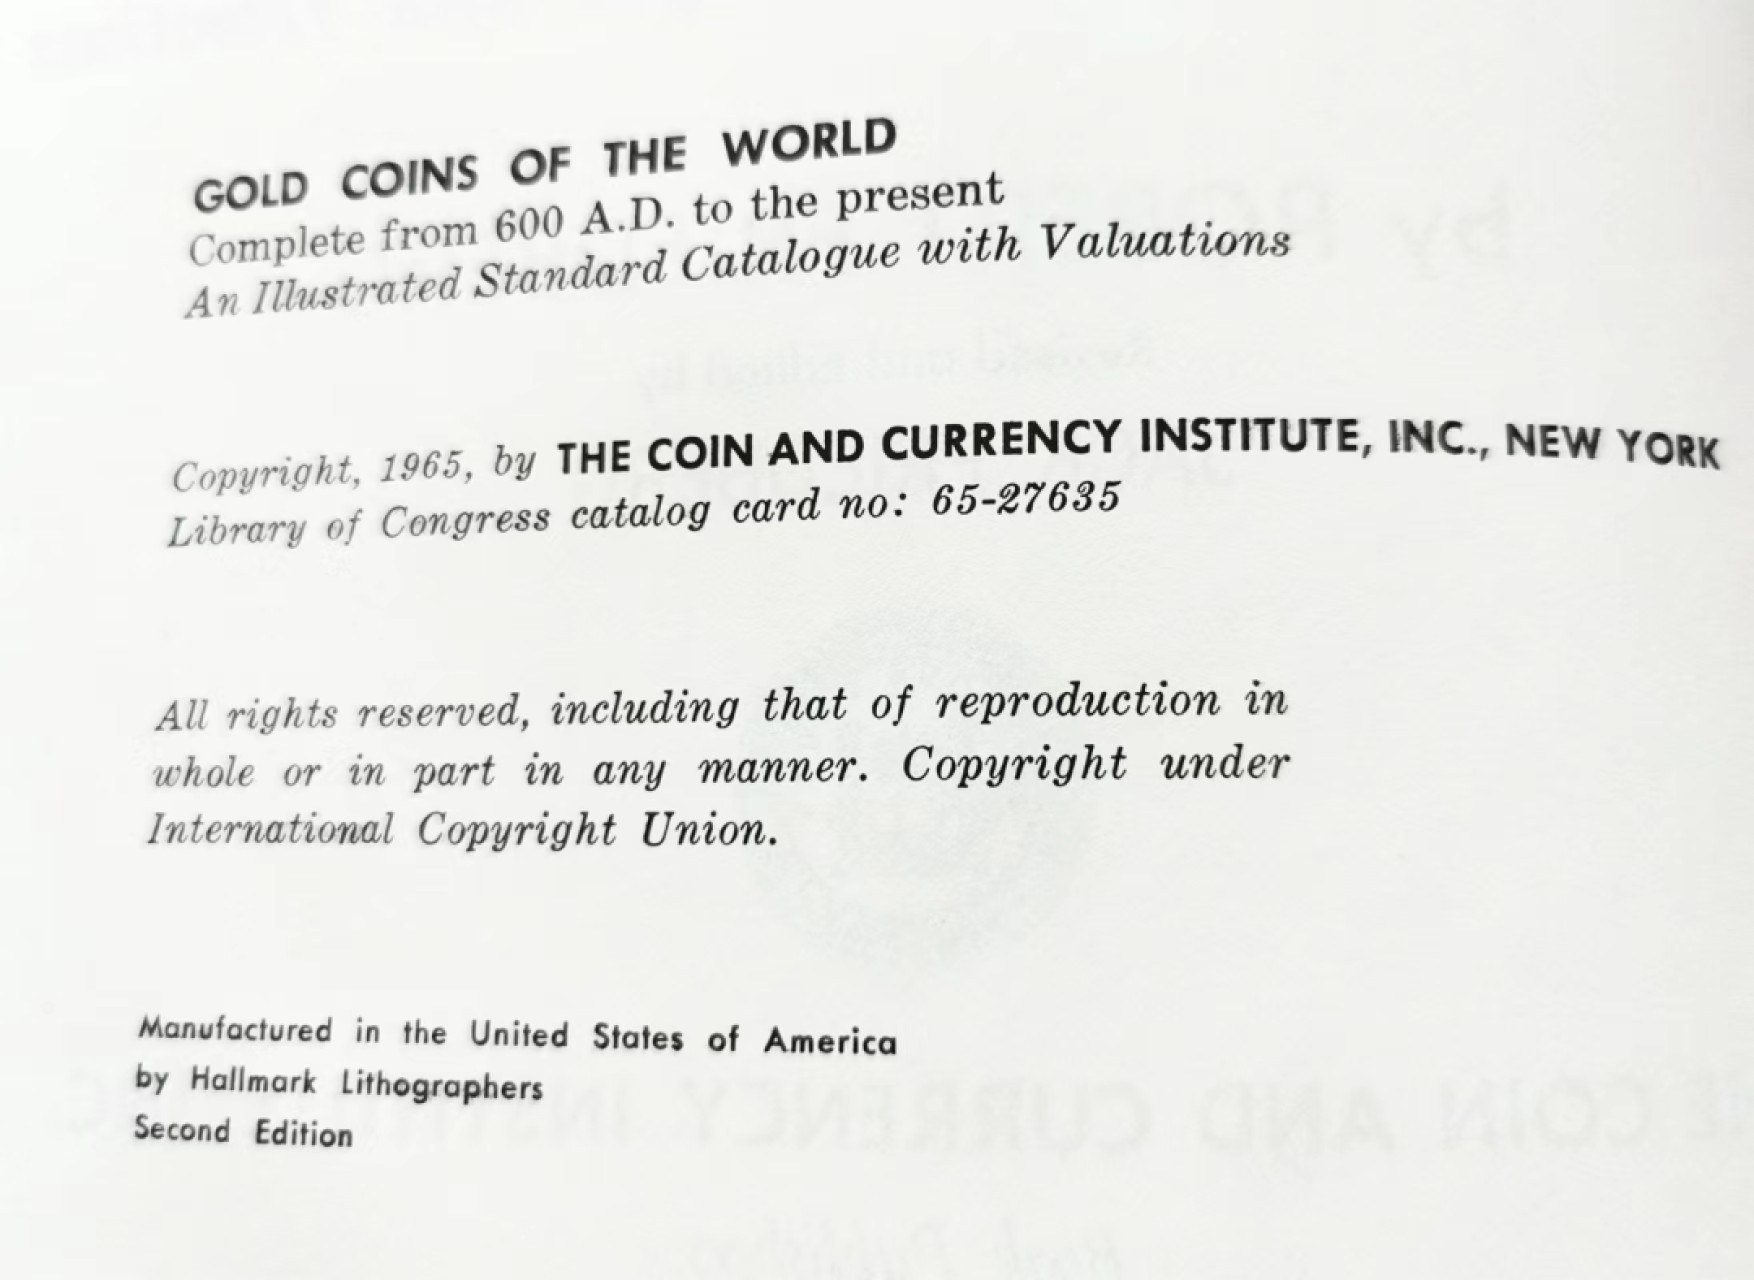 GOLD COINS OF THE WORLD
Complete from 600 A.D. to the present
An Illustrated Standard Catalogue with Valuations
Copyright, 1965, by THE COIN AND CURRENCY INSTITUTE, INC., NEW YORK
Library of Congress catalog card no: 65-27635
All rights reserved, including that of reproduction in
whole or in part in any manner. Copyright under
International Copyright Union.
Manufactured in the United States of America
by Hallmark Lithographers
Second Edition